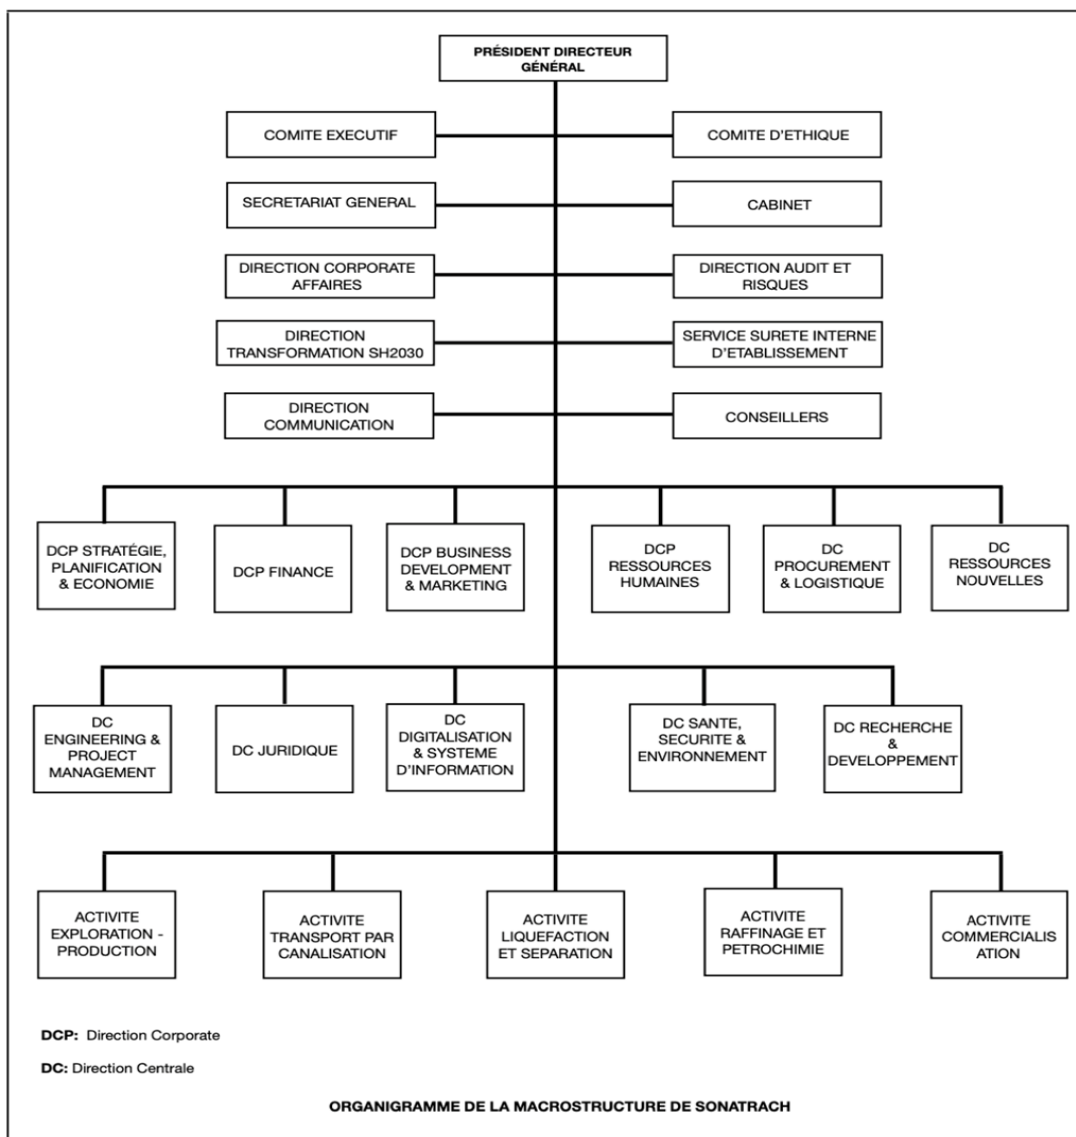 PRÉSIDENT DIRECTEUR
GÉNÉRAL
COMITE EXECUTIF
COMITE D'ETHIQUE
SECRETARIAT GENERAL
CABINET
DIRECTION CORPORATE
AFFAIRES
DIRECTION AUDIT ET
RISQUES
DIRECTION
TRANSFORMATION SH2030
SERVICE SURETE INTERNE
D'ETABLISSEMENT
DIRECTION
COMMUNICATION
CONSEILLERS
DCP STRATÉGIE,
PLANIFICATION
& ECONOMIE
DCP FINANCE
DCP BUSINESS
DEVELOPMENT
& MARKETING
DCP
RESSOURCES
HUMAINES
DC
PROCUREMENT
& LOGISTIQUE
DC
RESSOURCES
NOUVELLES
DC
ENGINEERING &
PROJECT
MANAGEMENT
DC JURIDIQUE
DC
DIGITALISATION
& SYSTEME
D'INFORMATION
DC SANTE,
SECURITE &
ENVIRONNEMENT
DC RECHERCHE
&
DEVELOPPEMENT
ACTIVITE
EXPLORATION -
PRODUCTION
ACTIVITE
TRANSPORT PAR
CANALISATION
ACTIVITE
LIQUEFACTION
ET SEPARATION
ACTIVITE
RAFFINAGE ET
PETROCHIMIE
ACTIVITE
COMMERCIALIS
ATION
DCP: Direction Corporate
DC: Direction Centrale
ORGANIGRAMME DE LA MACROSTRUCTURE DE SONATRACH